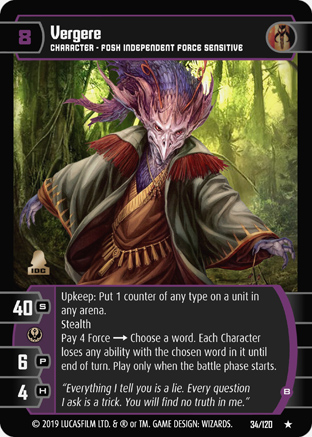 8
Vergere
CHARACTER - FOSH INDEPENDENT FORCE SENSITIVE
IDC
40 S
6 P
4 H
Upkeep: Put 1 counter of any type on a unit in
any arena.
Stealth
Pay 4 Force → Choose a word. Each Character
loses any ability with the chosen word in it until
end of turn. Play only when the battle phase starts.
“Everything I tell you is a lie. Every question
I ask is a trick. You will find no truth in me.”
B
© 2019 LUCASFILM LTD. & ® or TM. GAME DESIGN: WIZARDS.
34/120 ★